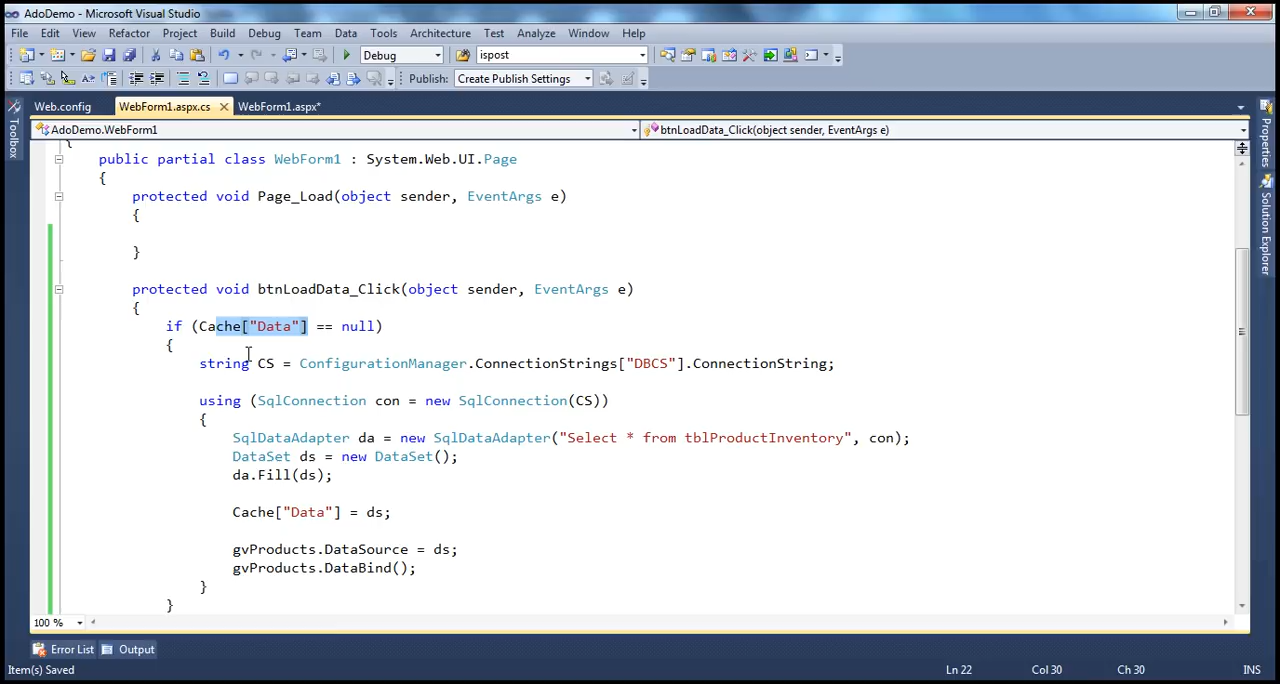 AdoDemo - Microsoft Visual Studio
File Edit View Refactor Project Build Debug Team Data Tools Architecture Test Analyze Window Help
Debug ispost
Publish: Create Publish Settings
Web.config WebForm1.aspx.cs WebForm1.aspx*
AdoDemo.WebForm1 btnLoadData_Click(object sender, EventArgs e)
{
public partial class WebForm1 : System.Web.UI.Page
{
protected void Page_Load(object sender, EventArgs e)
{
}
protected void btnLoadData_Click(object sender, EventArgs e)
{
if (Cache["Data"] == null)
{
string CS = ConfigurationManager.ConnectionStrings["DBCS"].ConnectionString;
using (SqlConnection con = new SqlConnection(CS))
{
SqlDataAdapter da = new SqlDataAdapter("Select * from tblProductInventory", con);
DataSet ds = new DataSet();
da.Fill(ds);
Cache["Data"] = ds;
gvProducts.DataSource = ds;
gvProducts.DataBind();
}
}
100 %
Error List Output
Item(s) Saved Ln 22 Col 30 Ch 30 INS
Toolbox
Properties
Solution Explorer